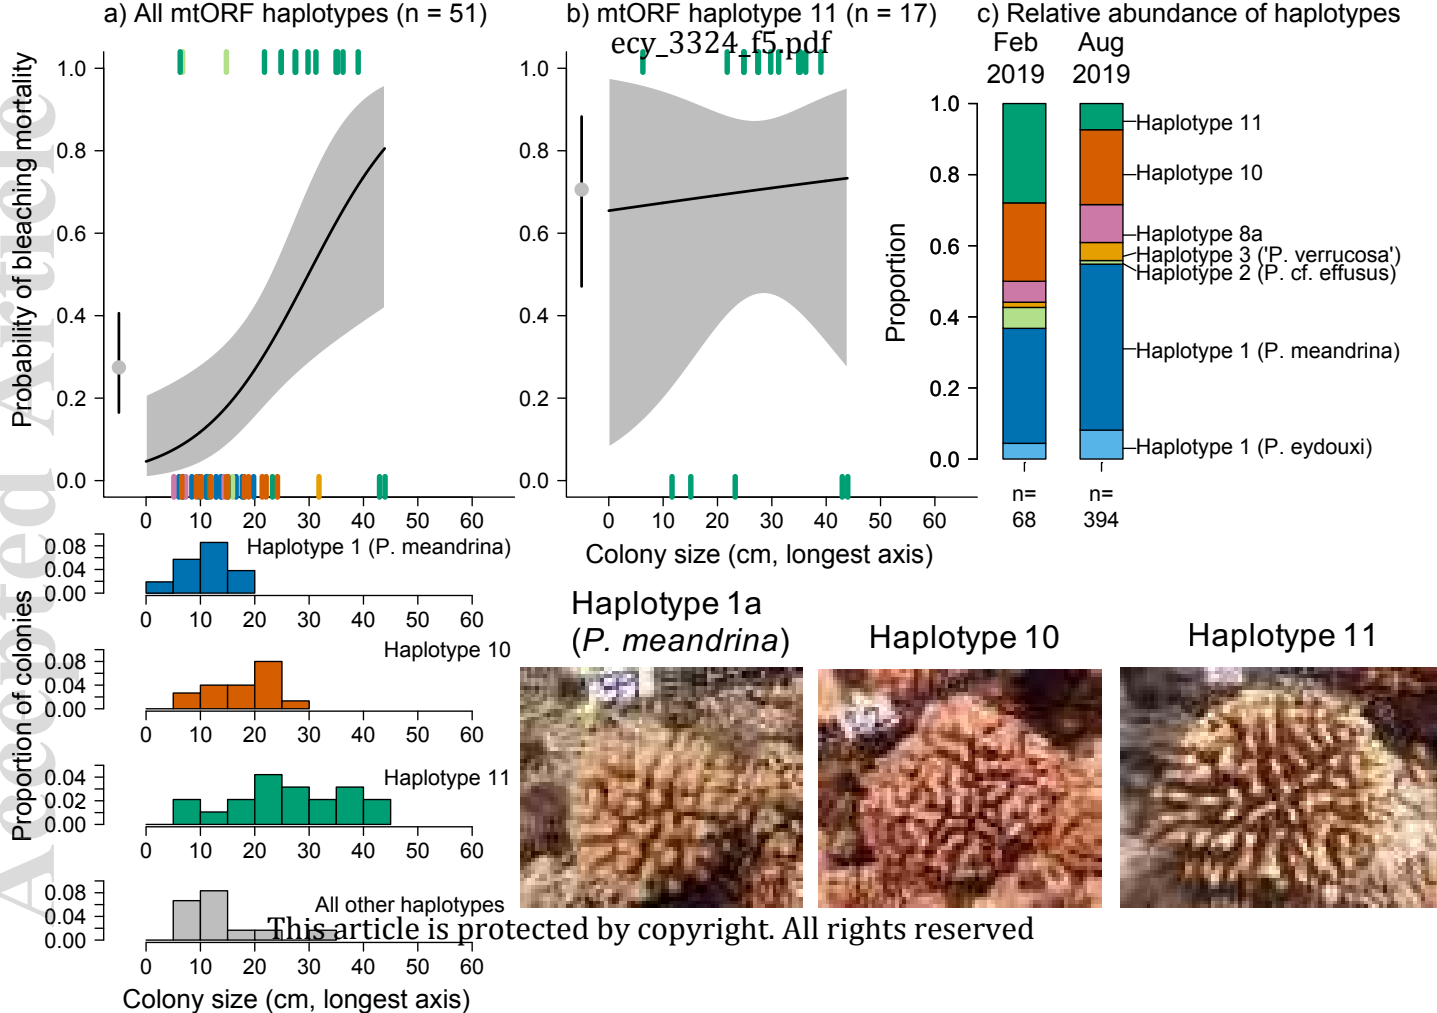 a) All mtORF haplotypes (n = 51)
b) mtORF haplotype 11 (n = 17)
c) Relative abundance of haplotypes
ecy_3324_f5.pdf
Accepted Article
Probability of bleaching mortality
1.0
0.8
0.6
0.4
0.2
0.0
0 10 20 30 40 50 60
1.0
0.8
0.6
0.4
0.2
0.0
0 10 20 30 40 50 60
Colony size (cm, longest axis)
Feb
2019
Aug
2019
Proportion
1.0
0.8
0.6
0.4
0.2
0.0
Haplotype 11
Haplotype 10
Haplotype 8a
Haplotype 3 ('P. verrucosa')
Haplotype 2 (P. cf. effusus)
Haplotype 1 (P. meandrina)
Haplotype 1 (P. eydouxi)
n=
68
n=
394
Proportion of colonies
Haplotype 1 (P. meandrina)
0.08
0.04
0.00
0 10 20 30 40 50 60
Haplotype 10
0.08
0.04
0.00
0 10 20 30 40 50 60
Haplotype 11
0.04
0.02
0.00
0 10 20 30 40 50 60
All other haplotypes
0.08
0.04
0.00
0 10 20 30 40 50 60
Colony size (cm, longest axis)
Haplotype 1a
(P. meandrina)
Haplotype 10
Haplotype 11
This article is protected by copyright. All rights reserved